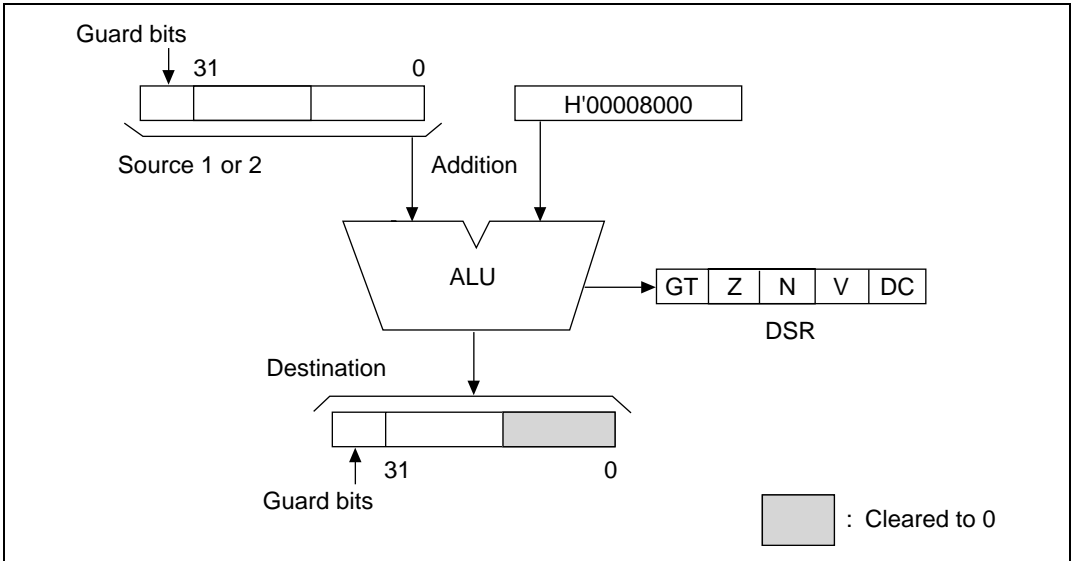 Guard bits
31 0
H'00008000
Source 1 or 2
Addition
ALU
GT Z N V DC
DSR
Destination
31 0
Guard bits
: Cleared to 0